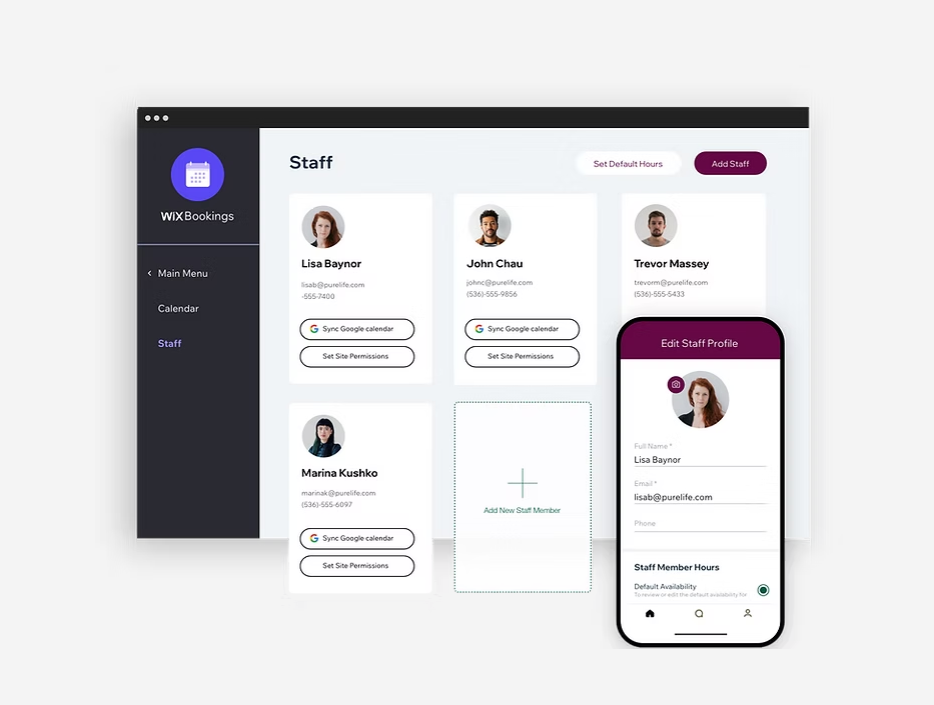 WiX Bookings
< Main Menu
Calendar
Staff
Staff
Set Default Hours
Add Staff
Lisa Baynor
lisab@purelife.com
-555-7400
Sync Google calendar
Set Site Permissions
John Chau
johnc@purelife.com
(536)-555-9856
Sync Google calendar
Set Site Permissions
Trevor Massey
trevorm@purelife.com
(536)-555-5433
Marina Kushko
marinak@purelife.com
(536)-555-6097
Sync Google calendar
Set Site Permissions
Add New Staff Member
Edit Staff Profile
Full Name *
Lisa Baynor
Email *
lisab@purelife.com
Phone
Staff Member Hours
Default Availability
To review or edit the default availability for